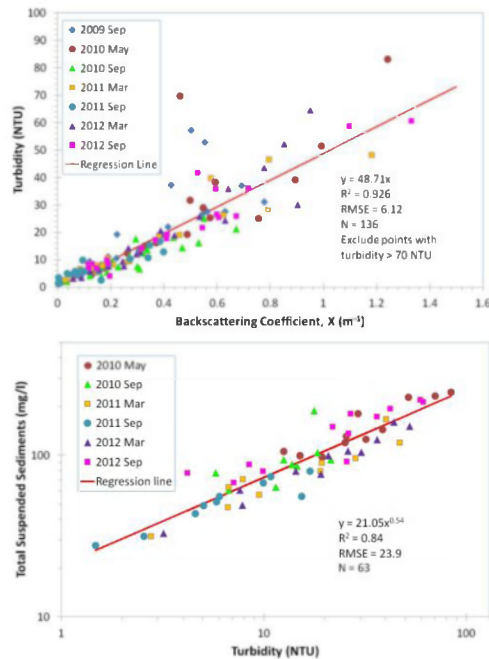 100
90
80
70
60
50
40
30
20
10
0
Turbidity (NTU)
2009 Sep
2010 May
2010 Sep
2011 Mar
2011 Sep
2012 Mar
2012 Sep
Regression Line
y = 48.71x
R² = 0.926
RMSE = 6.12
N = 136
Exclude points with
turbidity > 70 NTU
0.0 0.2 0.4 0.6 0.8 1.0 1.2 1.4 1.6
Backscattering Coefficient, X (m⁻¹)
Total Suspended Sediments (mg/l)
100
10
2010 May
2010 Sep
2011 Mar
2011 Sep
2012 Mar
2012 Sep
Regression line
y = 21.05x^0.54
R² = 0.84
RMSE = 23.9
N = 63
1 10 100
Turbidity (NTU)